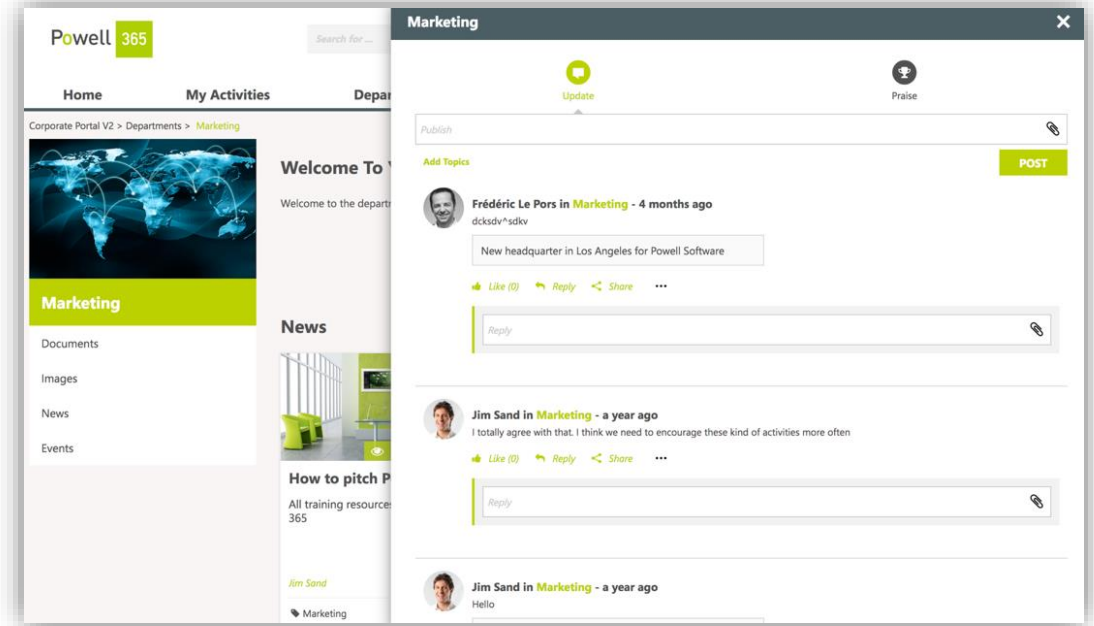 Powell 365
Search for ...
Home
My Activities
Depar
Corporate Portal V2 > Departments > Marketing
Marketing
Documents
Images
News
Events
Welcome To
Welcome to the depart
News
How to pitch P
All training resource
365
Jim Sand
Marketing
Marketing
Update
Praise
Publish
Add Topics
POST
Frédéric Le Pors in Marketing - 4 months ago
dcksdv^sdkv
New headquarter in Los Angeles for Powell Software
Like (0) Reply Share
Reply
Jim Sand in Marketing - a year ago
I totally agree with that. I think we need to encourage these kind of activities more often
Like (0) Reply Share
Reply
Jim Sand in Marketing - a year ago
Hello